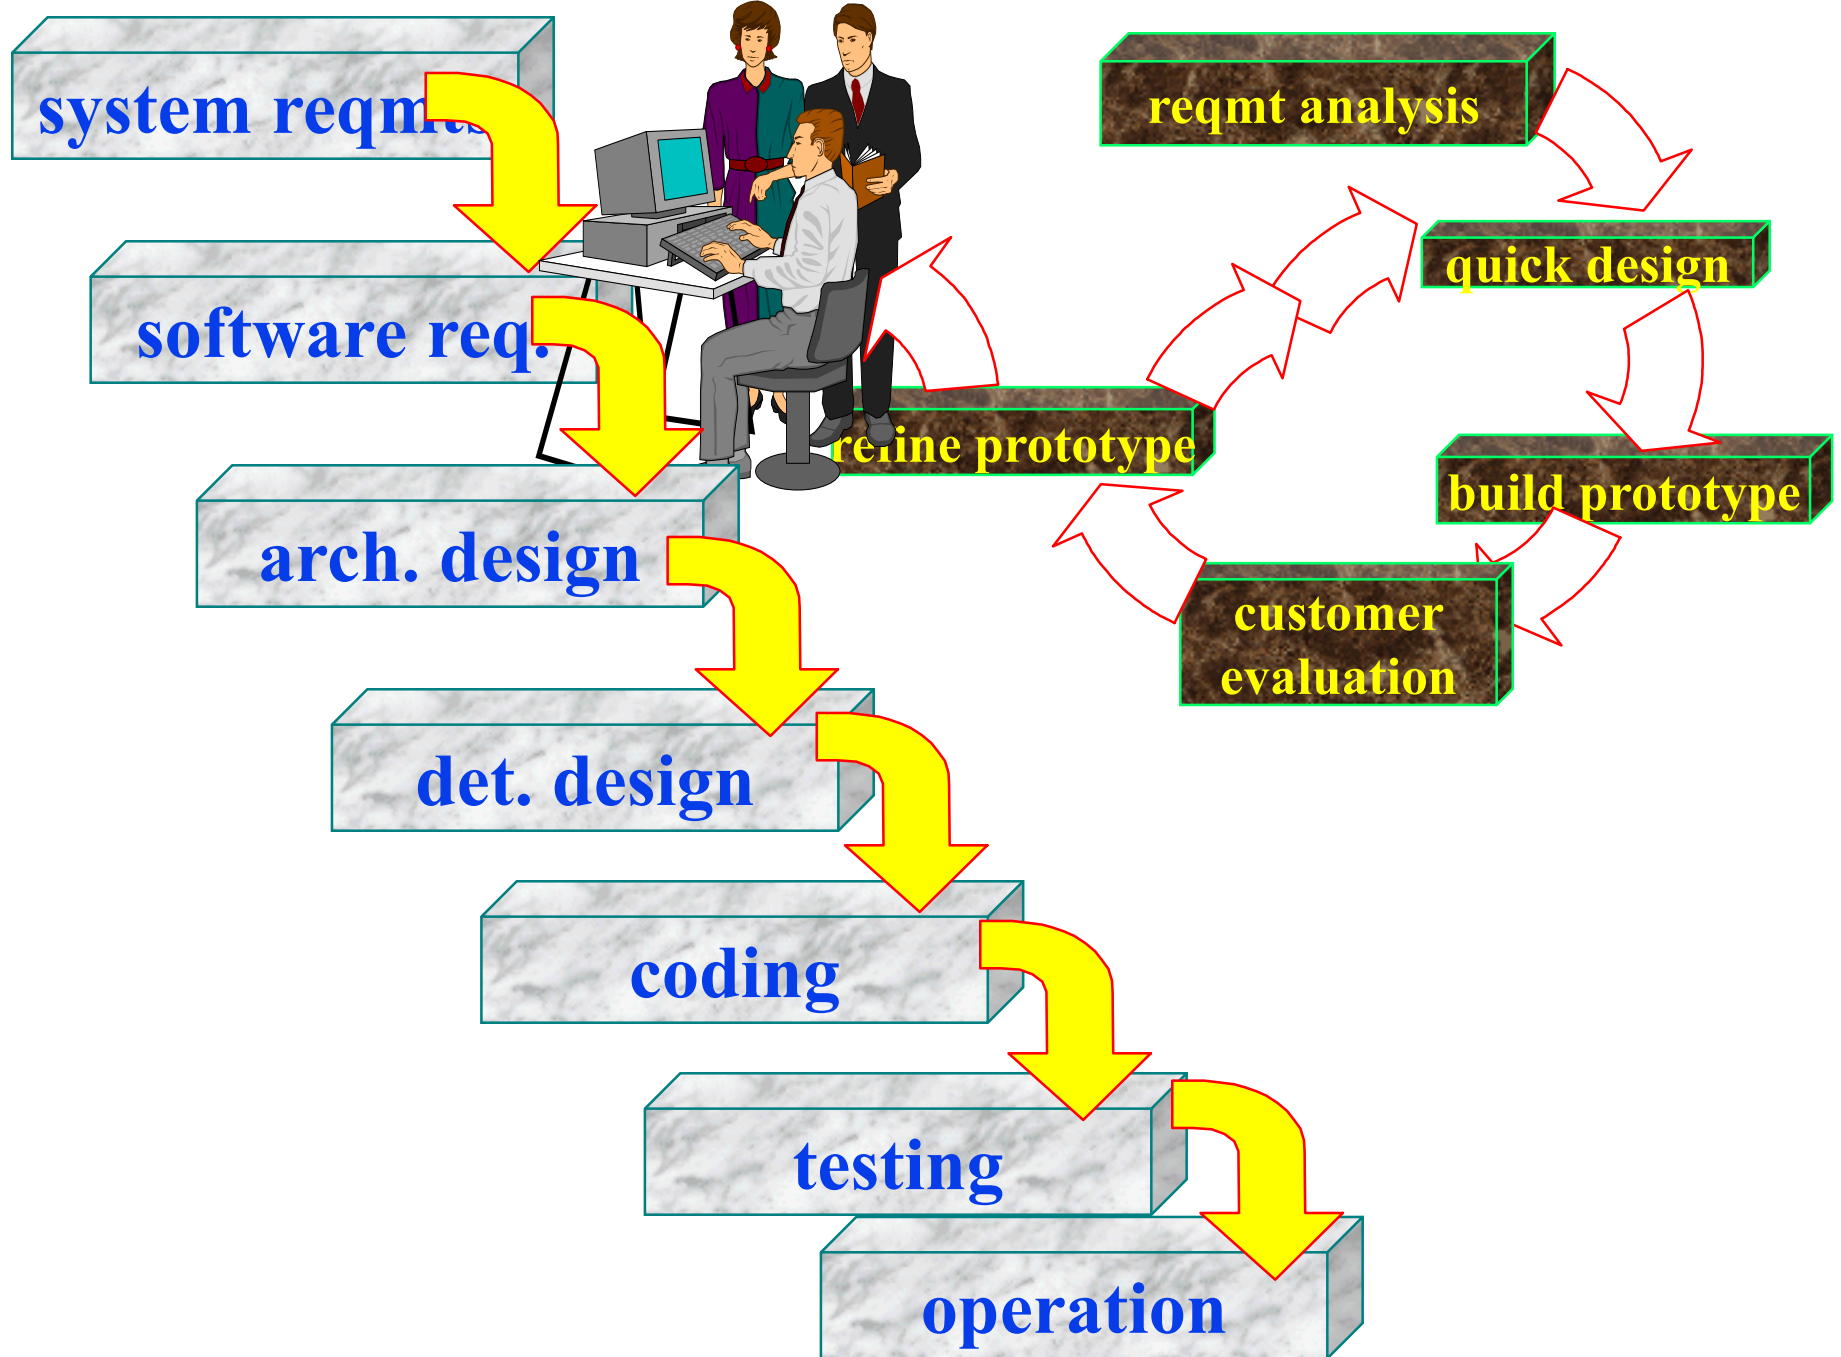 system reqmts
software req.
arch. design
det. design
coding
testing
operation
reqmt analysis
quick design
build prototype
customer
evaluation
refine prototype